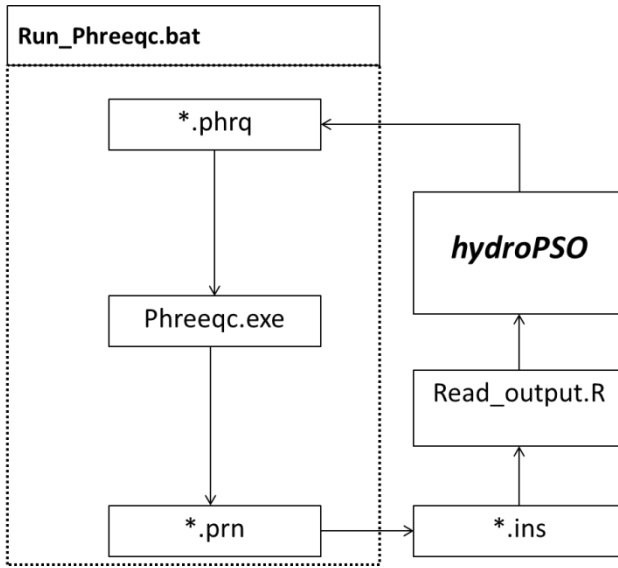 Run_Phreeqc.bat
*.phrq
hydroPSO
Phreeqc.exe
Read_output.R
*.prn
*.ins